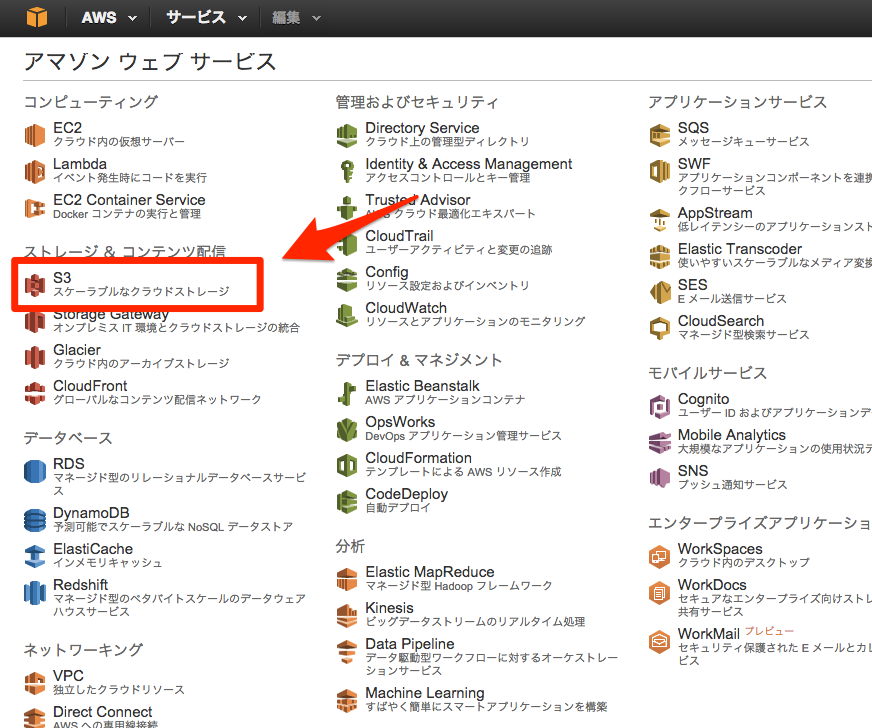 AWS サービス 編集
アマゾン ウェブ サービス
コンピューティング
EC2
クラウド内の仮想サーバー
Lambda
イベント発生時にコードを実行
EC2 Container Service
Docker コンテナの実行と管理
ストレージ & コンテンツ配信
S3
スケーラブルなクラウドストレージ
Storage Gateway
オンプレミス IT 環境とクラウドストレージの統合
Glacier
クラウド内のアーカイブストレージ
CloudFront
グローバルなコンテンツ配信ネットワーク
データベース
RDS
マネージド型のリレーショナルデータベースサービ
ス
DynamoDB
予測可能でスケーラブルな NoSQL データストア
ElastiCache
インメモリキャッシュ
Redshift
マネージド型のペタバイトスケールのデータウェア
ハウスサービス
ネットワーキング
VPC
独立したクラウドリソース
Direct Connect
AWS への専用線接続
管理およびセキュリティ
Directory Service
クラウド上の管理型ディレクトリ
Identity & Access Management
アクセスコントロールとキー管理
Trusted Advisor
AWS クラウド最適化エキスパート
CloudTrail
ユーザーアクティビティと変更の追跡
Config
リソース設定およびインベントリ
CloudWatch
リソースとアプリケーションのモニタリング
デプロイ & マネジメント
Elastic Beanstalk
AWS アプリケーションコンテナ
OpsWorks
DevOps アプリケーション管理サービス
CloudFormation
テンプレートによる AWS リソース作成
CodeDeploy
自動デプロイ
分析
Elastic MapReduce
マネージド型 Hadoop フレームワーク
Kinesis
ビッグデータストリームのリアルタイム処理
Data Pipeline
データ駆動型ワークフローに対するオーケストレー
ションサービス
Machine Learning
すばやく簡単にスマートアプリケーションを構築
アプリケーションサービス
SQS
メッセージキューサービス
SWF
アプリケーションコンポーネントを連携
クフローサービス
AppStream
低レイテンシーのアプリケーションスト
Elastic Transcoder
使いやすいスケーラブルなメディア変換
SES
E メール送信サービス
CloudSearch
マネージド型検索サービス
モバイルサービス
Cognito
ユーザー ID およびアプリケーションデ
Mobile Analytics
大規模なアプリケーションの使用状況デ
SNS
プッシュ通知サービス
エンタープライズアプリケーショ
WorkSpaces
クラウド内のデスクトップ
WorkDocs
セキュアなエンタープライズ向けストレ
共有サービス
WorkMail プレビュー
セキュリティ保護された E メールとカレ
ビス